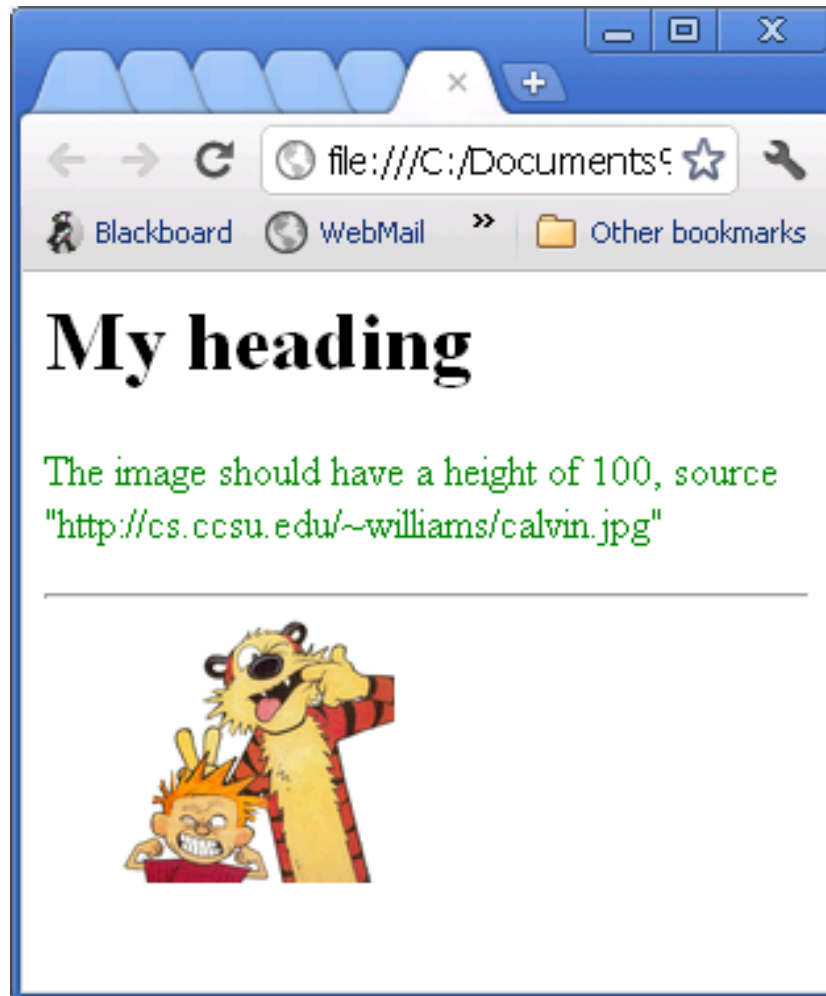 file:///C:/Documents%
Blackboard WebMail » Other bookmarks
My heading
The image should have a height of 100, source
"http://cs.ccsu.edu/~williams/calvin.jpg"